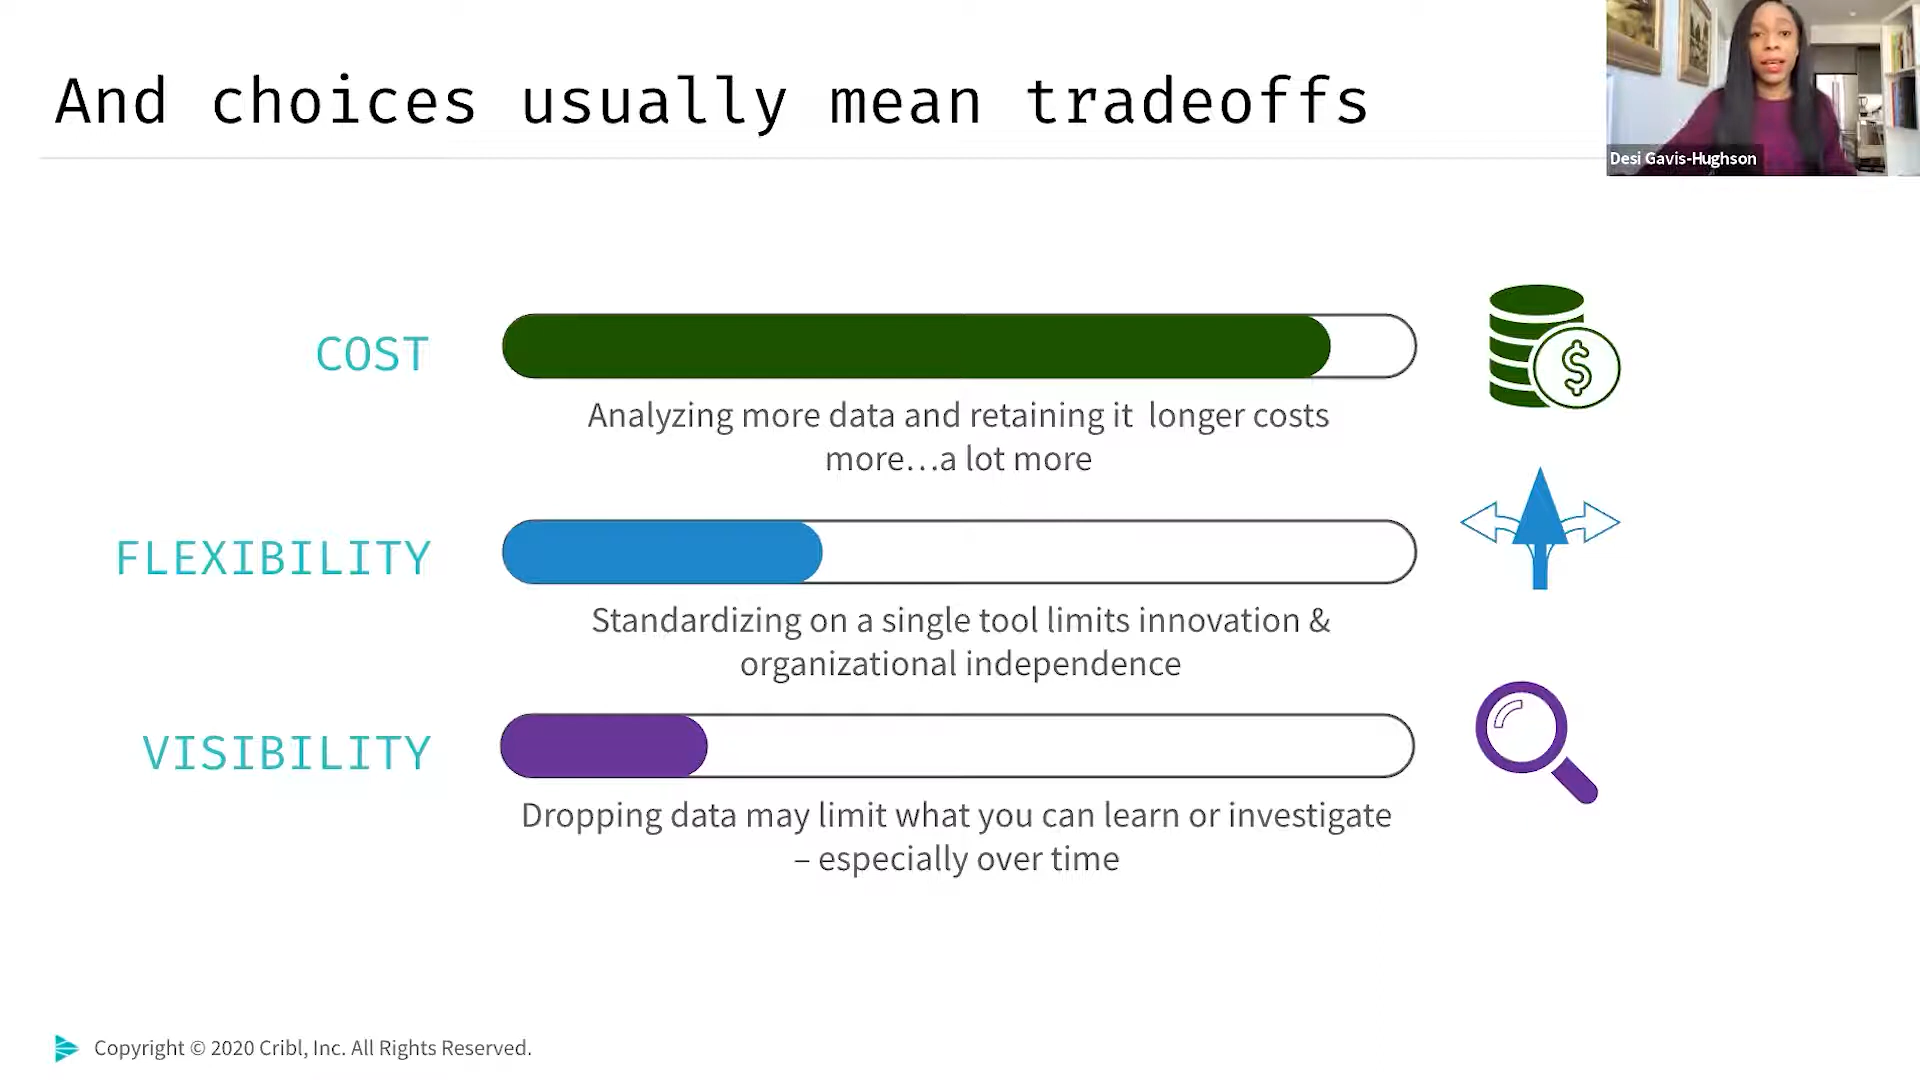 And choices usually mean tradeoffs
Desi Gavis-Hughson
COST
$
Analyzing more data and retaining it  longer costs
more…a lot more
FLEXIBILITY
Standardizing on a single tool limits innovation &
organizational independence
VISIBILITY
Dropping data may limit what you can learn or investigate
– especially over time
Copyright © 2020 Cribl, Inc. All Rights Reserved.